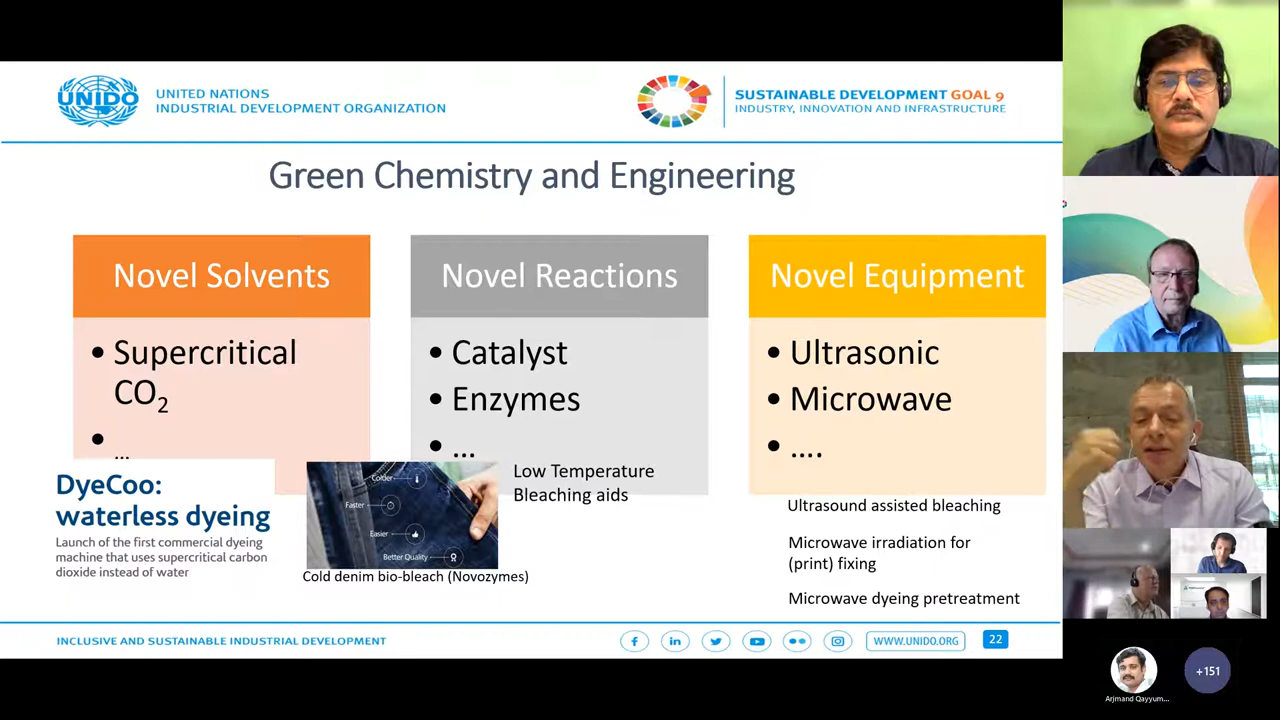 UNIDO
UNITED NATIONS
INDUSTRIAL DEVELOPMENT ORGANIZATION
SUSTAINABLE DEVELOPMENT GOAL 9
INDUSTRY, INNOVATION AND INFRASTRUCTURE
Green Chemistry and Engineering
Novel Solvents
• Supercritical
CO₂
• ...
DyeCoo:
waterless dyeing
Launch of the first commercial dyeing
machine that uses supercritical carbon
dioxide instead of water
Novel Reactions
• Catalyst
• Enzymes
• ...
Low Temperature
Bleaching aids
Colder
Faster
Easier
Better Quality
Cold denim bio-bleach (Novozymes)
Novel Equipment
• Ultrasonic
• Microwave
• ....
Ultrasound assisted bleaching
Microwave irradiation for
(print) fixing
Microwave dyeing pretreatment
INCLUSIVE AND SUSTAINABLE INDUSTRIAL DEVELOPMENT
WWW.UNIDO.ORG
22
Arjmand Qayyum...
+151